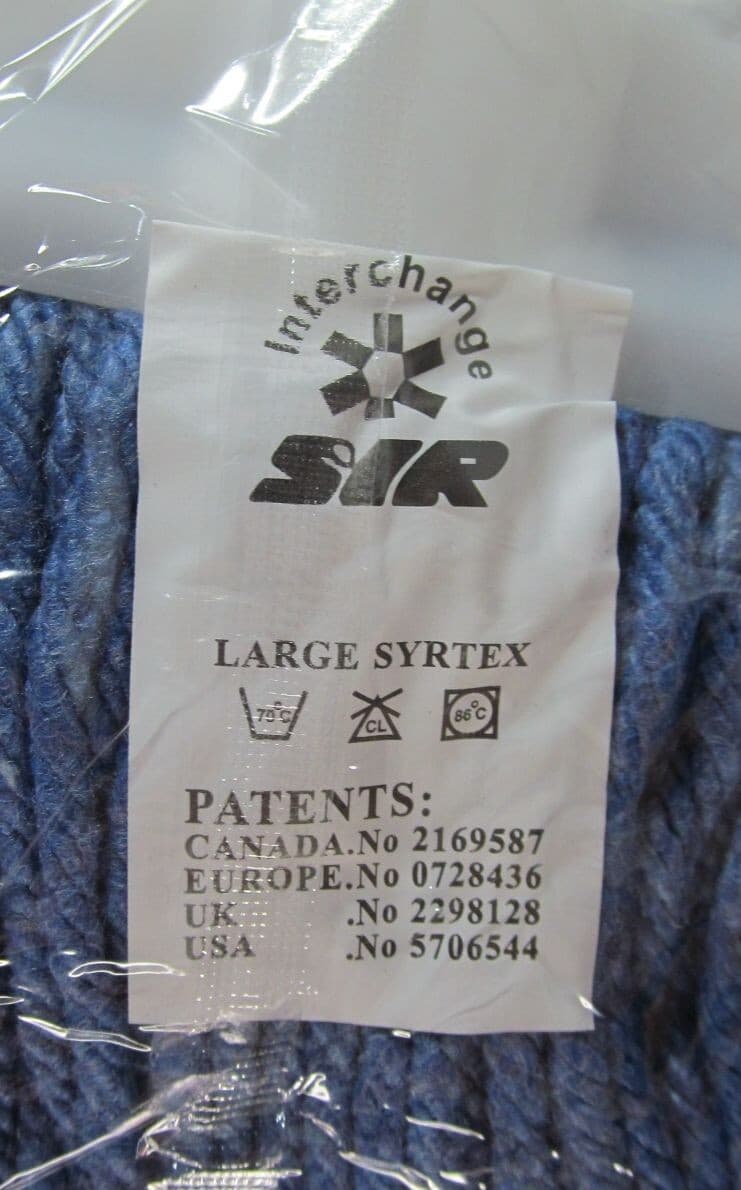 Interchange
SYR
LARGE SYRTEX
70°C
CL
86°C
PATENTS:
CANADA.No 2169587
EUROPE.No 0728436
UK .No 2298128
USA .No 5706544